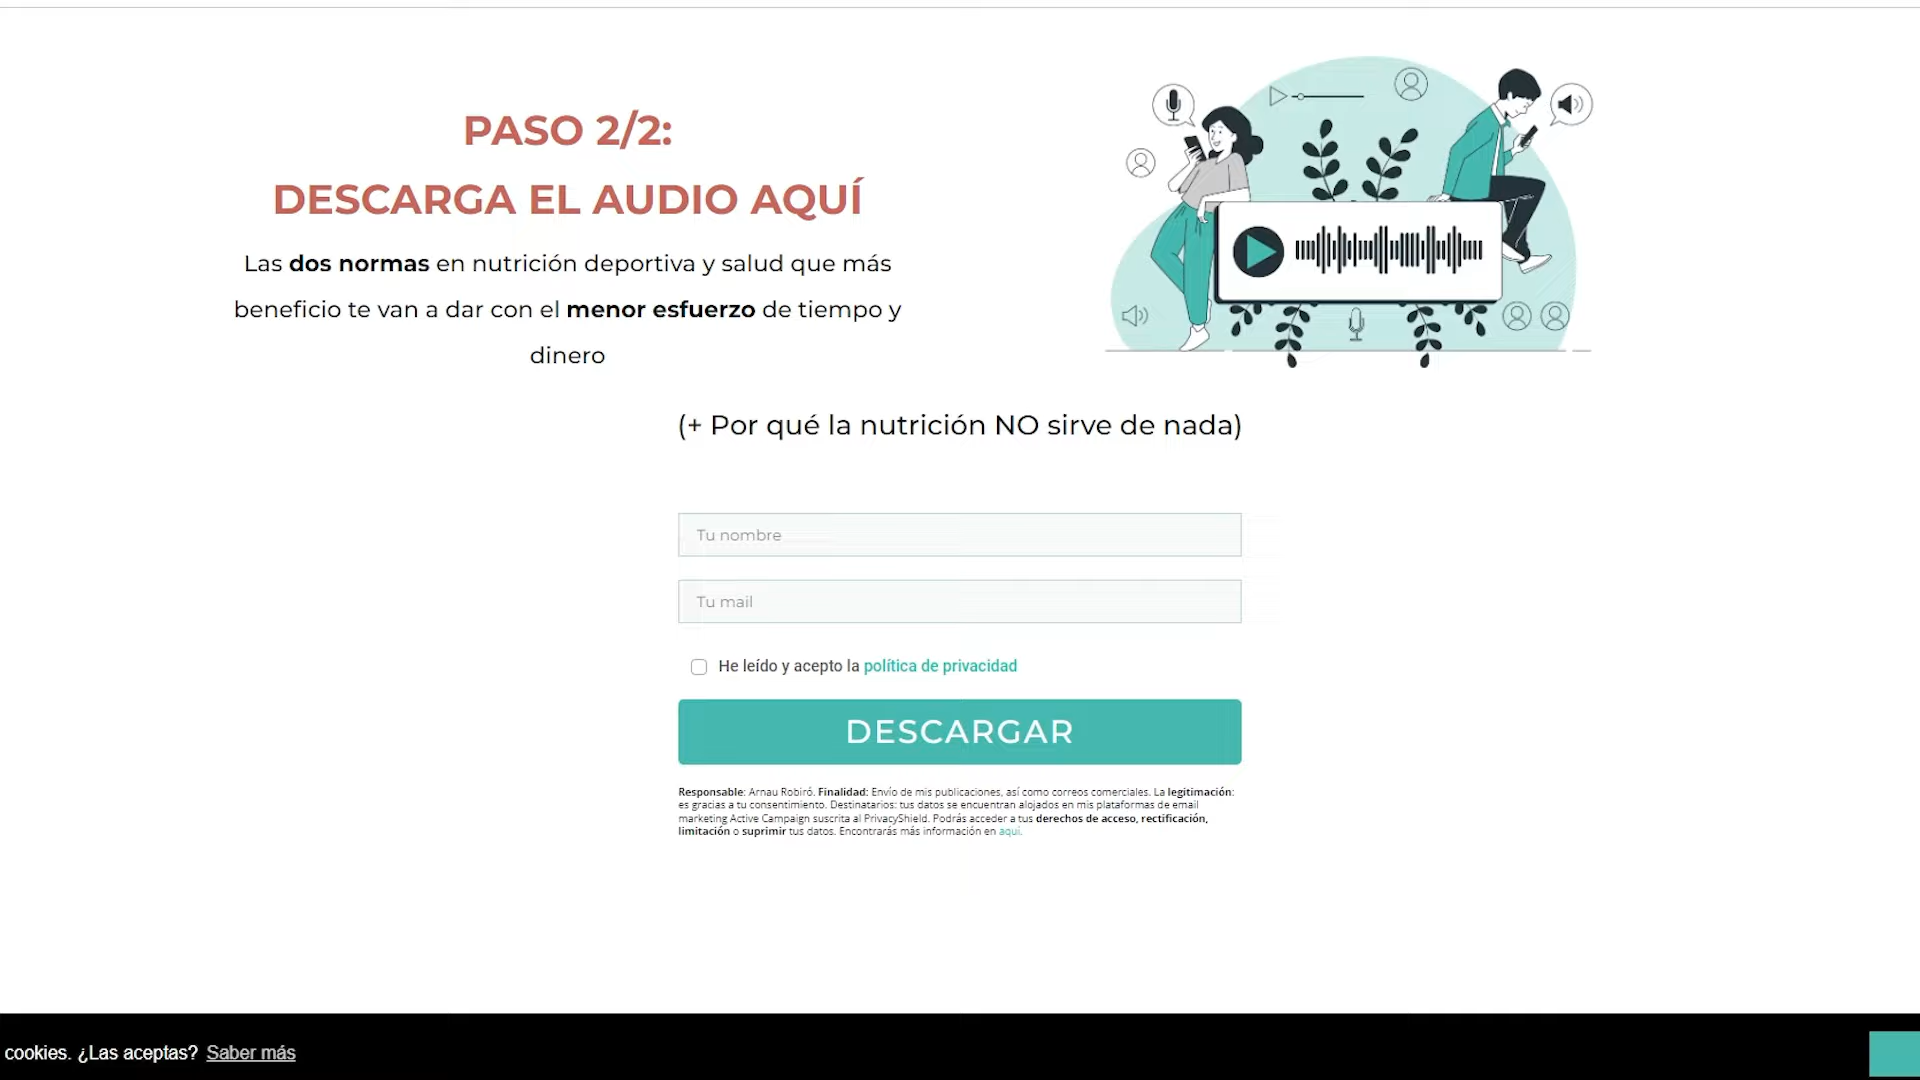 PASO 2/2:
DESCARGA EL AUDIO AQUÍ
Las dos normas en nutrición deportiva y salud que más
beneficio te van a dar con el menor esfuerzo de tiempo y
dinero
(+ Por qué la nutrición NO sirve de nada)
Tu nombre
Tu mail
He leído y acepto la política de privacidad
DESCARGAR
Responsable: Arnau Robiró. Finalidad: Envío de mis publicaciones, así como correos comerciales. La legitimación:
es gracias a tu consentimiento. Destinatarios: tus datos se encuentran alojados en mis plataformas de email
marketing Active Campaign suscrita al PrivacyShield. Podrás acceder a tus derechos de acceso, rectificación,
limitación o suprimir tus datos. Encontrarás más información en aquí.
cookies. ¿Las aceptas? Saber más